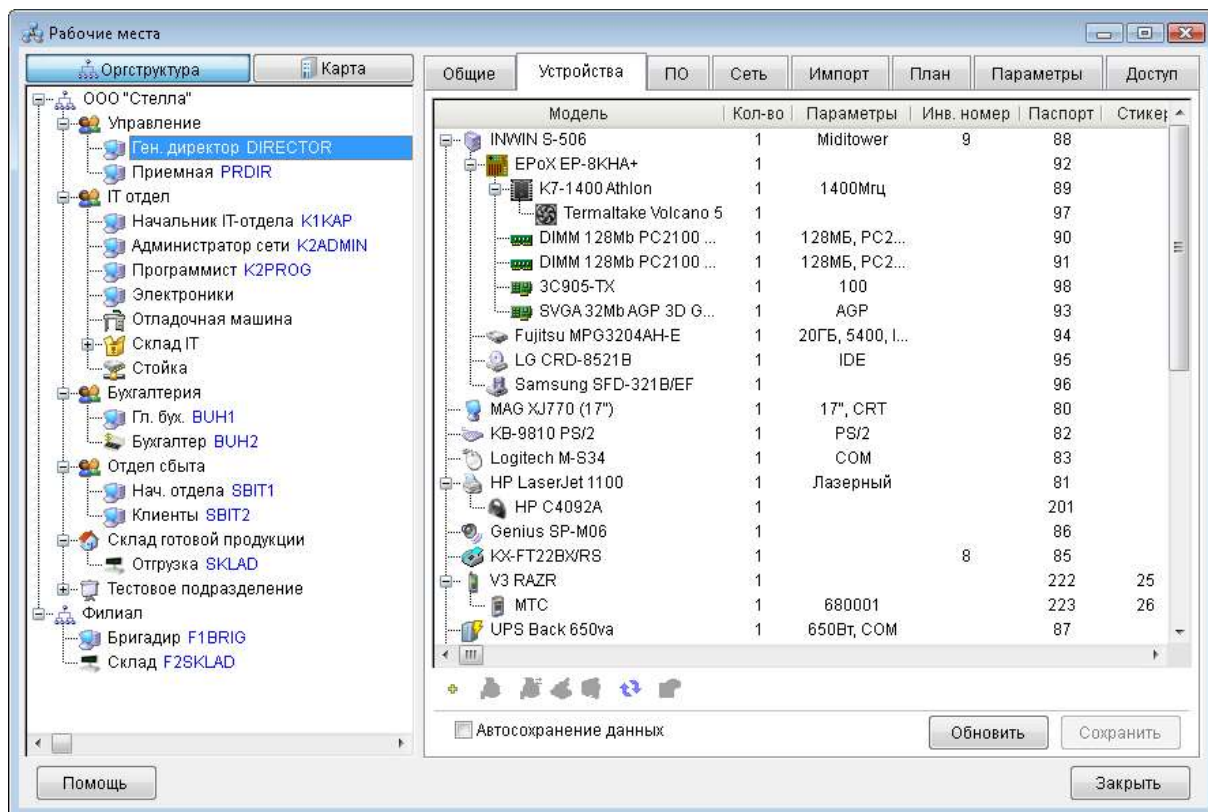 Рабочие места
Оргструктура Карта
ООО "Стелла"
Управление
Ген. директор DIRECTOR
Приемная PRDIR
IT отдел
Начальник IT-отдела K1KAP
Администратор сети K2ADMIN
Программист K2PROG
Электроники
Отладочная машина
Склад IT
Стойка
Бухгалтерия
Гл. бух. BUH1
Бухгалтер BUH2
Отдел сбыта
Нач. отдела SBIT1
Клиенты SBIT2
Склад готовой продукции
Отгрузка SKLAD
Тестовое подразделение
Филиал
Бригадир F1BRIG
Склад F2SKLAD
Общие Устройства ПО Сеть Импорт План Параметры Доступ
Модель Кол-во Параметры Инв. номер Паспорт Стикер
INWIN S-506 1 Miditower 9 88
EPoX EP-8KHA+ 1 92
K7-1400 Athlon 1 1400Мгц 89
Termaltake Volcano 5 1 97
DIMM 128Mb PC2100 ... 1 128МБ, PC2... 90
DIMM 128Mb PC2100 ... 1 128МБ, PC2... 91
3C905-TX 1 100 98
SVGA 32Mb AGP 3D G... 1 AGP 93
Fujitsu MPG3204AH-E 1 20ГБ, 5400, I... 94
LG CRD-8521B 1 IDE 95
Samsung SFD-321B/EF 1 96
MAG XJ770 (17") 1 17", CRT 80
KB-9810 PS/2 1 PS/2 82
Logitech M-S34 1 COM 83
HP LaserJet 1100 1 Лазерный 81
HP C4092A 1 201
Genius SP-M06 1 86
KX-FT22BX/RS 1 8 85
V3 RAZR 1 222 25
МТС 1 680001 223 26
UPS Back 650va 1 650Вт, COM 87
Автосохранение данных Обновить Сохранить
Помощь Закрыть